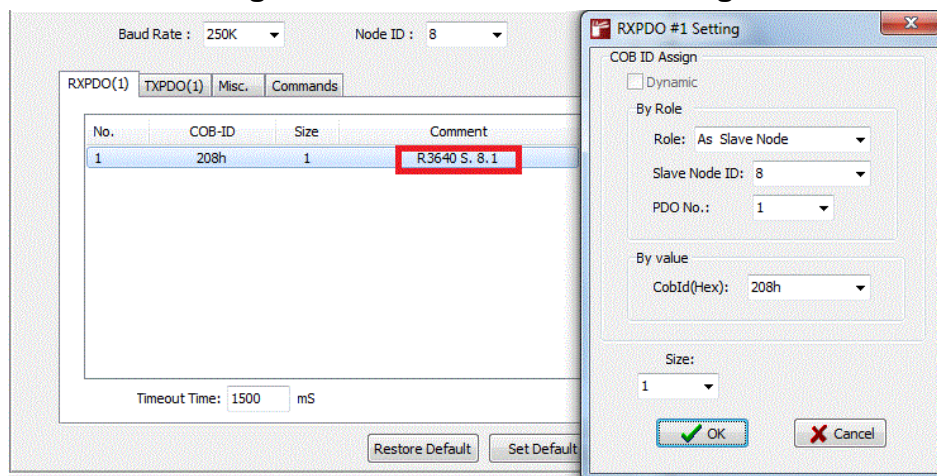 Baud Rate : 250K Node ID : 8
RXPDO(1) TXPDO(1) Misc. Commands
No. COB-ID Size Comment
1 208h 1 R3640 S. 8.1
Timeout Time: 1500 mS
Restore Default Set Default
RXPDO #1 Setting
COB ID Assign
Dynamic
By Role
Role: As Slave Node
Slave Node ID: 8
PDO No.: 1
By value
CobId(Hex): 208h
Size:
1
OK Cancel